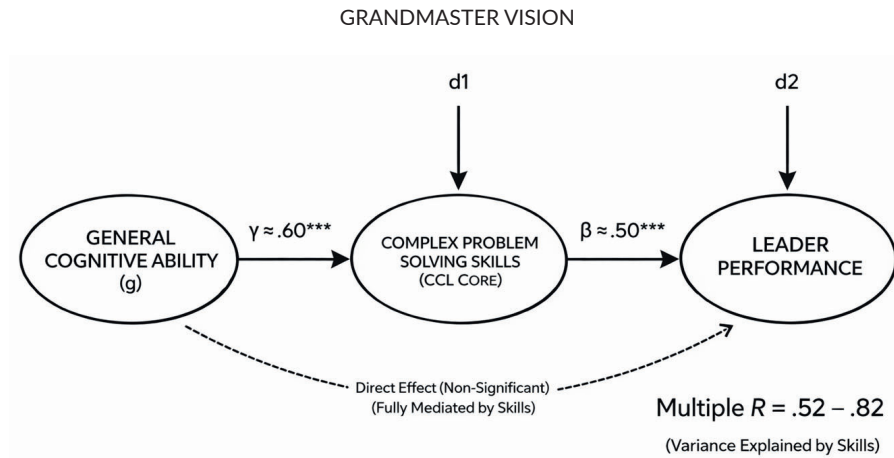 GRANDMASTER VISION
d1
d2
GENERAL
COGNITIVE ABILITY
(g)
γ ≈ .60***
COMPLEX PROBLEM
SOLVING SKILLS
(CCL CORE)
β ≈ .50***
LEADER
PERFORMANCE
Direct Effect (Non-Significant)
(Fully Mediated by Skills)
Multiple R = .52 – .82
(Variance Explained by Skills)